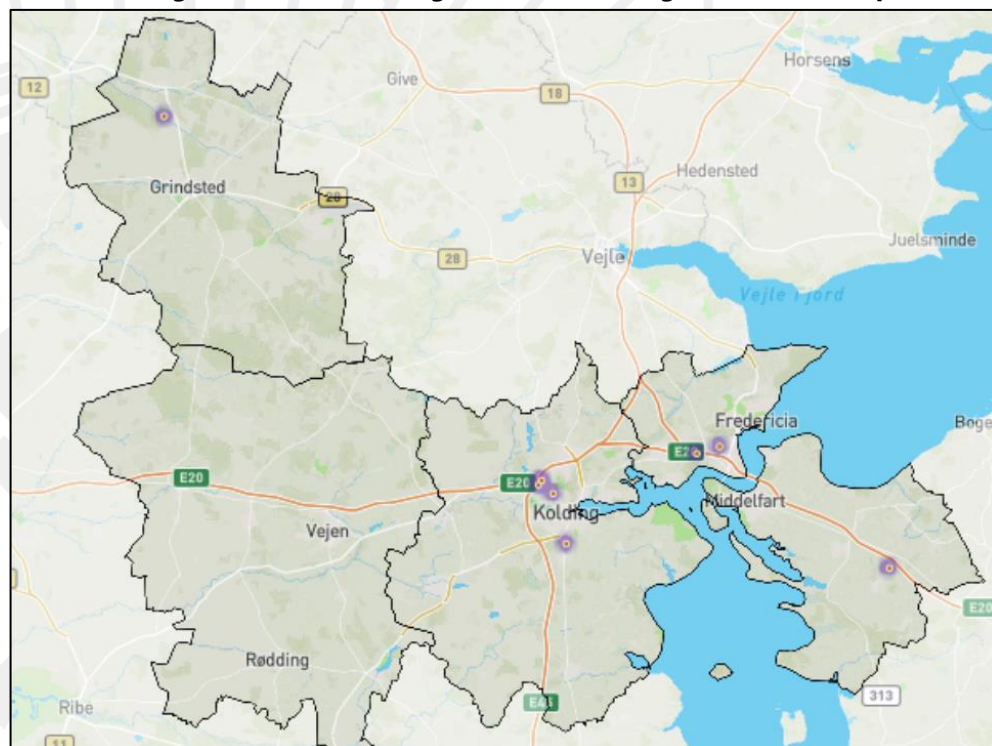 Horsens
Give
12
18
Hedensted
13
Grindsted
28
Juelsminde
28
Vejle
Vejle Fjord
Fredericia
Boge
E20
E20
Middelfart
Kolding
Vejen
E20
Rødding
313
Ribe
E45
11